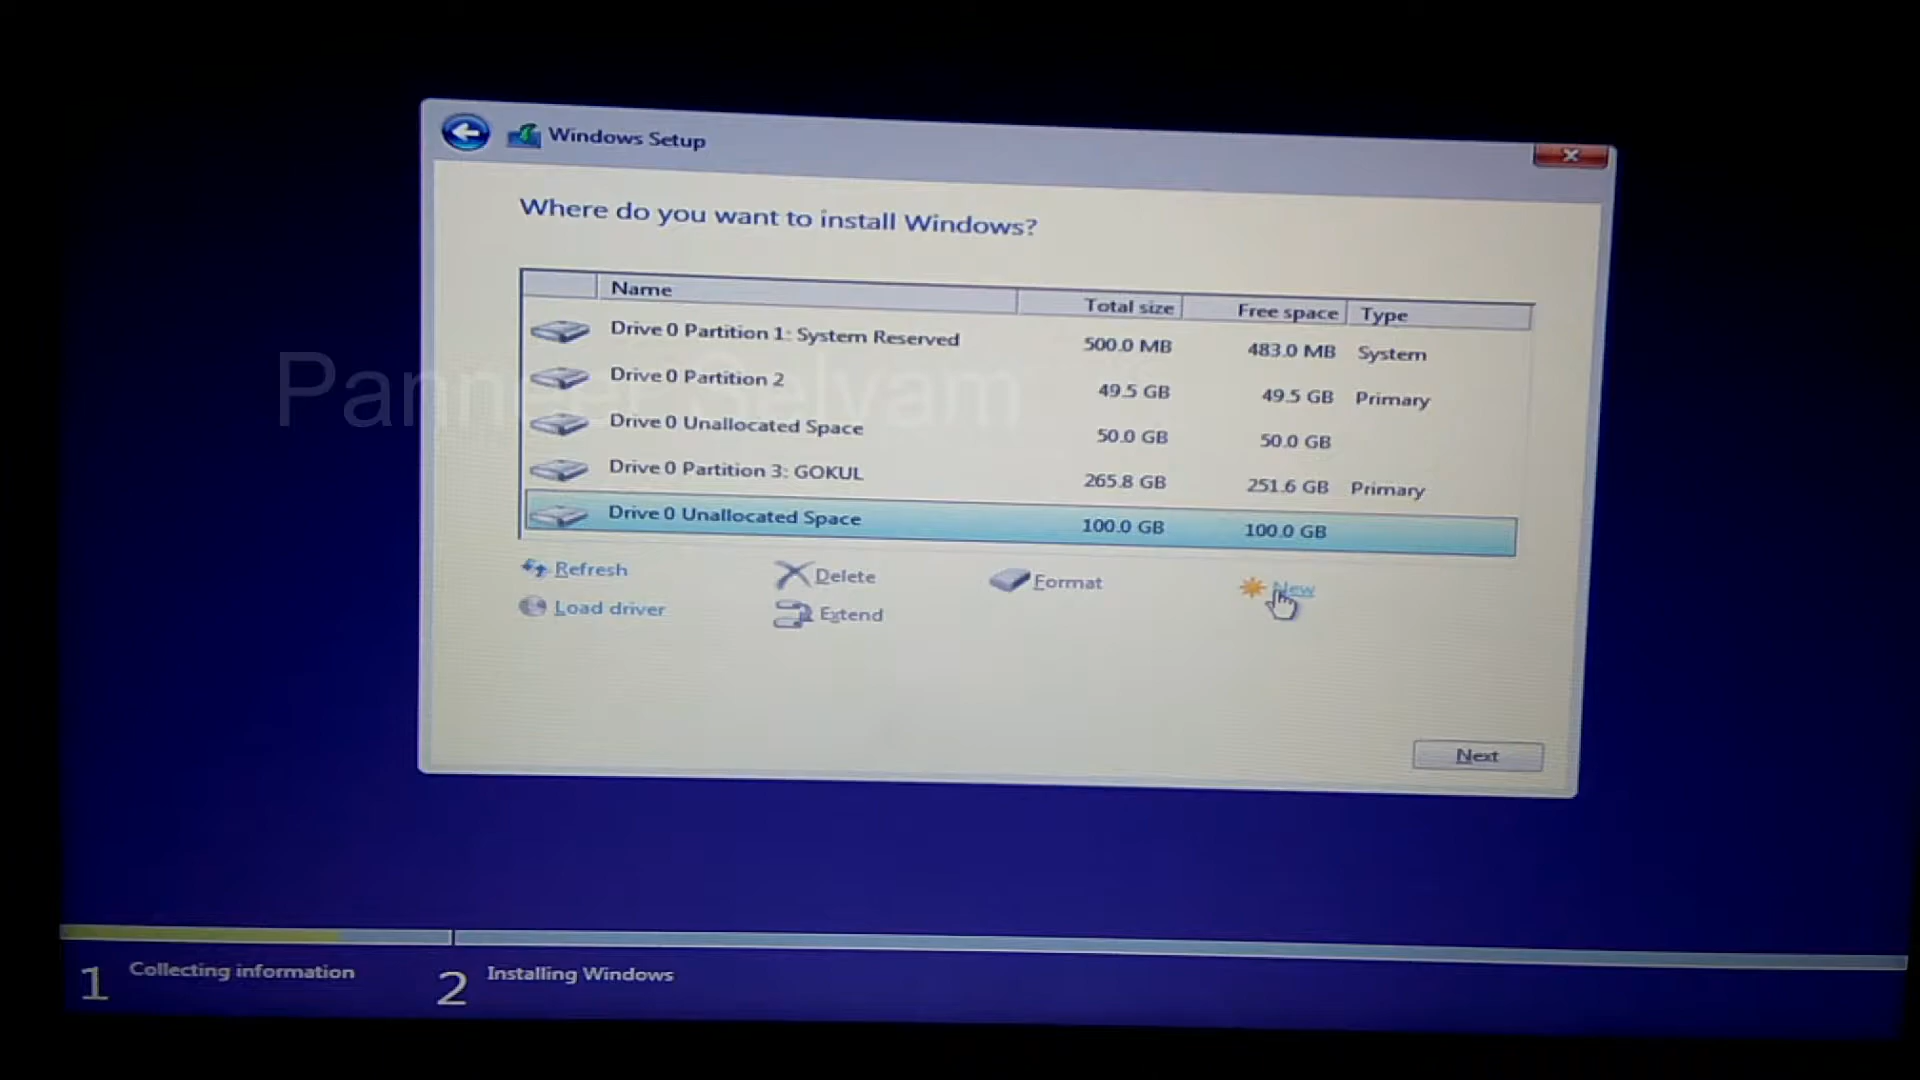 Windows Setup
Where do you want to install Windows?
Name Total size Free space Type
Drive 0 Partition 1: System Reserved 500.0 MB 483.0 MB System
Drive 0 Partition 2 49.5 GB 49.5 GB Primary
Panneer Selvam
Drive 0 Unallocated Space 50.0 GB 50.0 GB
Drive 0 Partition 3: GOKUL 265.8 GB 251.6 GB Primary
Drive 0 Unallocated Space 100.0 GB 100.0 GB
Refresh Delete Format New
Load driver Extend
Next
1 Collecting information 2 Installing Windows